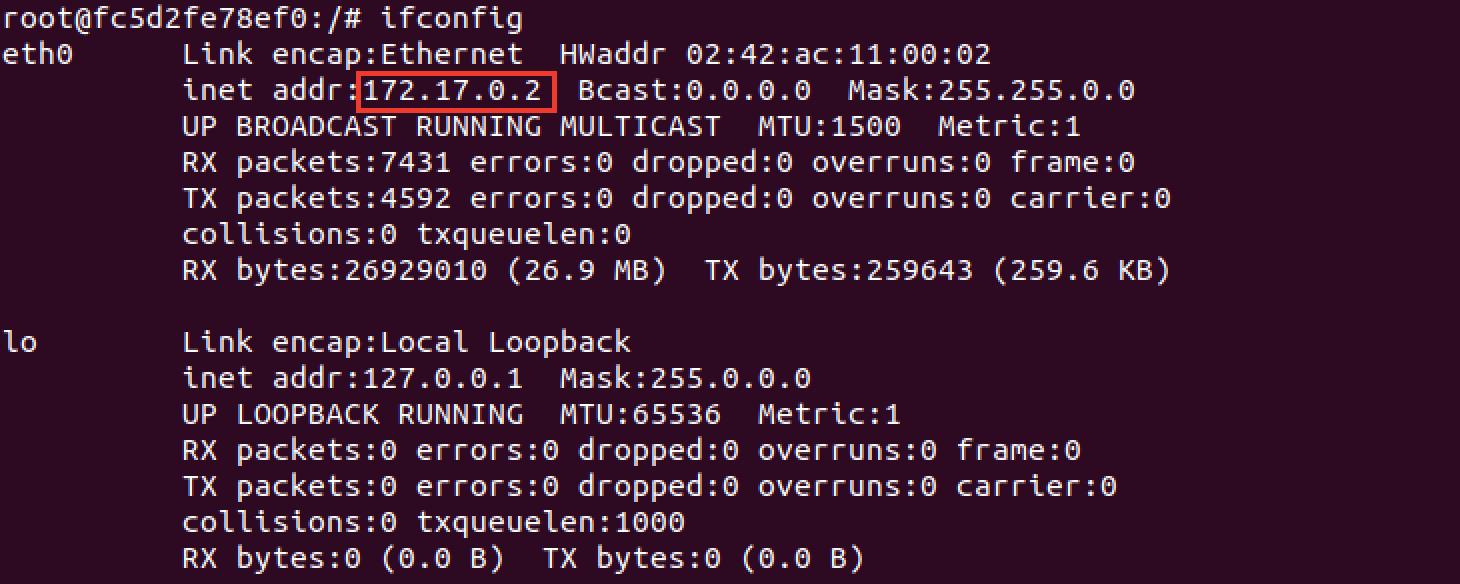 root@fc5d2fe78ef0:/# ifconfig
eth0      Link encap:Ethernet  HWaddr 02:42:ac:11:00:02
          inet addr:172.17.0.2  Bcast:0.0.0.0  Mask:255.255.0.0
          UP BROADCAST RUNNING MULTICAST  MTU:1500  Metric:1
          RX packets:7431 errors:0 dropped:0 overruns:0 frame:0
          TX packets:4592 errors:0 dropped:0 overruns:0 carrier:0
          collisions:0 txqueuelen:0
          RX bytes:26929010 (26.9 MB)  TX bytes:259643 (259.6 KB)

lo        Link encap:Local Loopback
          inet addr:127.0.0.1  Mask:255.0.0.0
          UP LOOPBACK RUNNING  MTU:65536  Metric:1
          RX packets:0 errors:0 dropped:0 overruns:0 frame:0
          TX packets:0 errors:0 dropped:0 overruns:0 carrier:0
          collisions:0 txqueuelen:1000
          RX bytes:0 (0.0 B)  TX bytes:0 (0.0 B)